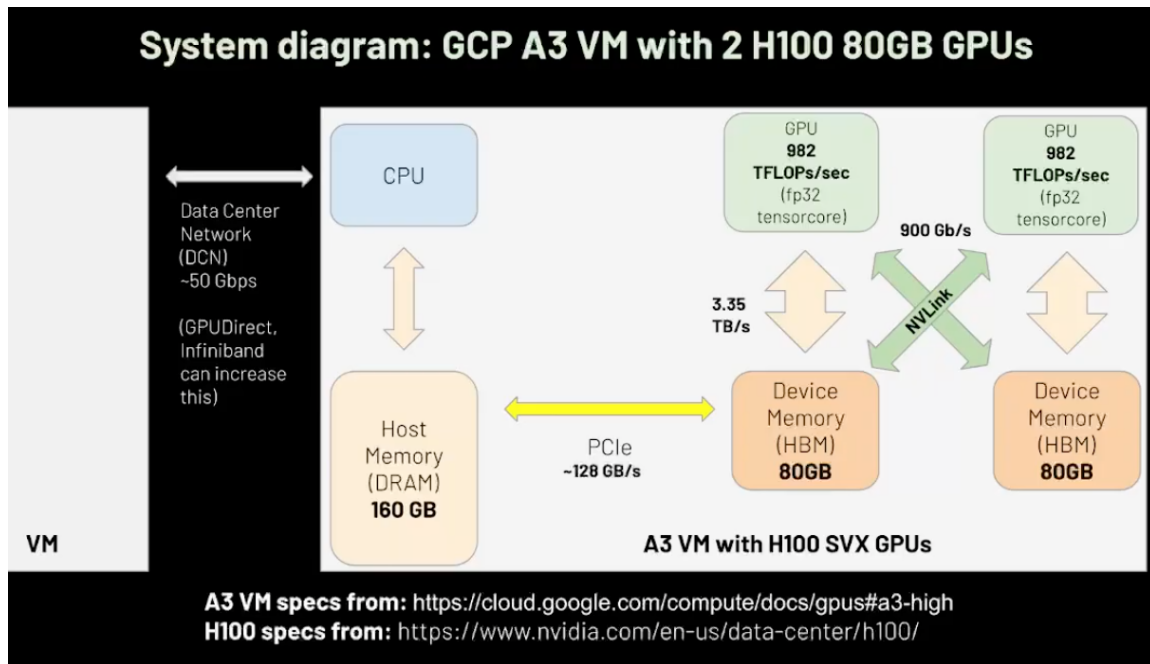 System diagram: GCP A3 VM with 2 H100 80GB GPUs
VM
Data Center
Network
(DCN)
~50 Gbps
(GPUDirect,
Infiniband
can increase
this)
CPU
Host
Memory
(DRAM)
160 GB
PCIe
~128 GB/s
GPU
982
TFLOPs/sec
(fp32
tensorcore)
3.35
TB/s
900 Gb/s
NVLink
GPU
982
TFLOPs/sec
(fp32
tensorcore)
Device
Memory
(HBM)
80GB
Device
Memory
(HBM)
80GB
A3 VM with H100 SVX GPUs
A3 VM specs from: https://cloud.google.com/compute/docs/gpus#a3-high
H100 specs from: https://www.nvidia.com/en-us/data-center/h100/